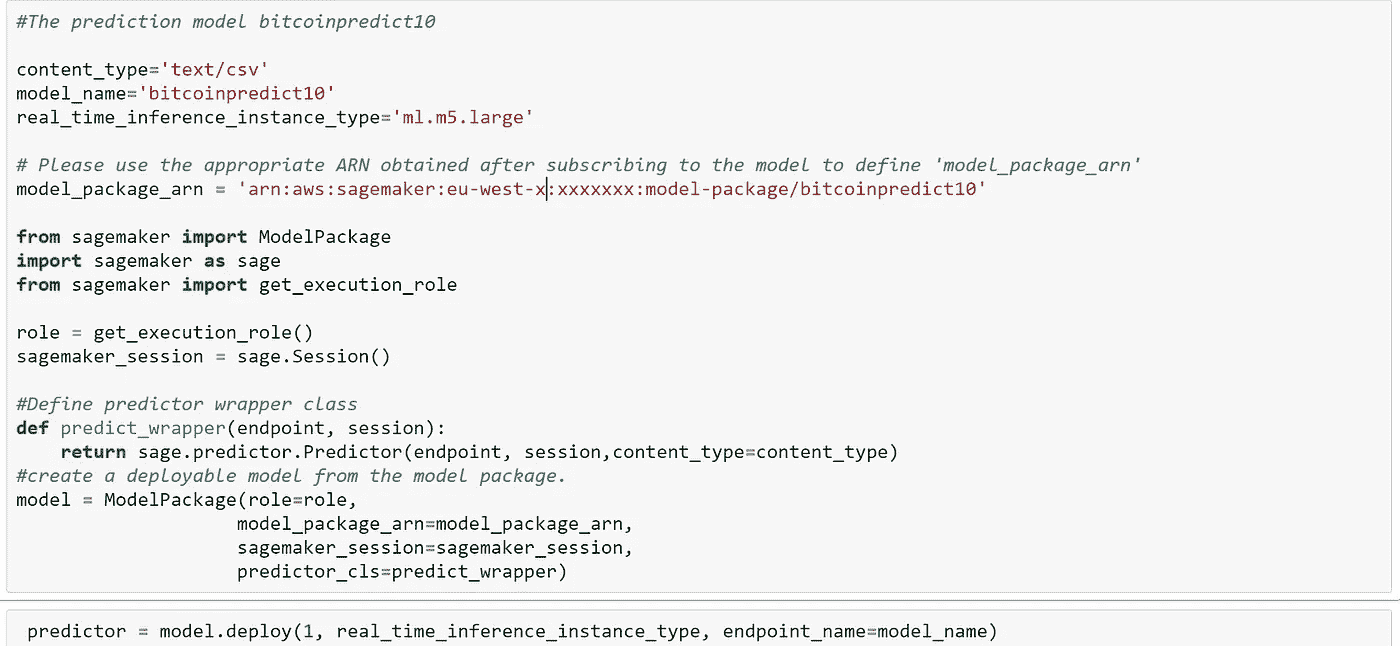 #The prediction model bitcoinpredict10
content_type='text/csv'
model_name='bitcoinpredict10'
real_time_inference_instance_type='ml.m5.large'
# Please use the appropriate ARN obtained after subscribing to the model to define 'model_package_arn'
model_package_arn = 'arn:aws:sagemaker:eu-west-x:xxxxxxx:model-package/bitcoinpredict10'
from sagemaker import ModelPackage
import sagemaker as sage
from sagemaker import get_execution_role
role = get_execution_role()
sagemaker_session = sage.Session()
#Define predictor wrapper class
def predict_wrapper(endpoint, session):
    return sage.predictor.Predictor(endpoint, session,content_type=content_type)
#create a deployable model from the model package.
model = ModelPackage(role=role,
                    model_package_arn=model_package_arn,
                    sagemaker_session=sagemaker_session,
                    predictor_cls=predict_wrapper)
predictor = model.deploy(1, real_time_inference_instance_type, endpoint_name=model_name)